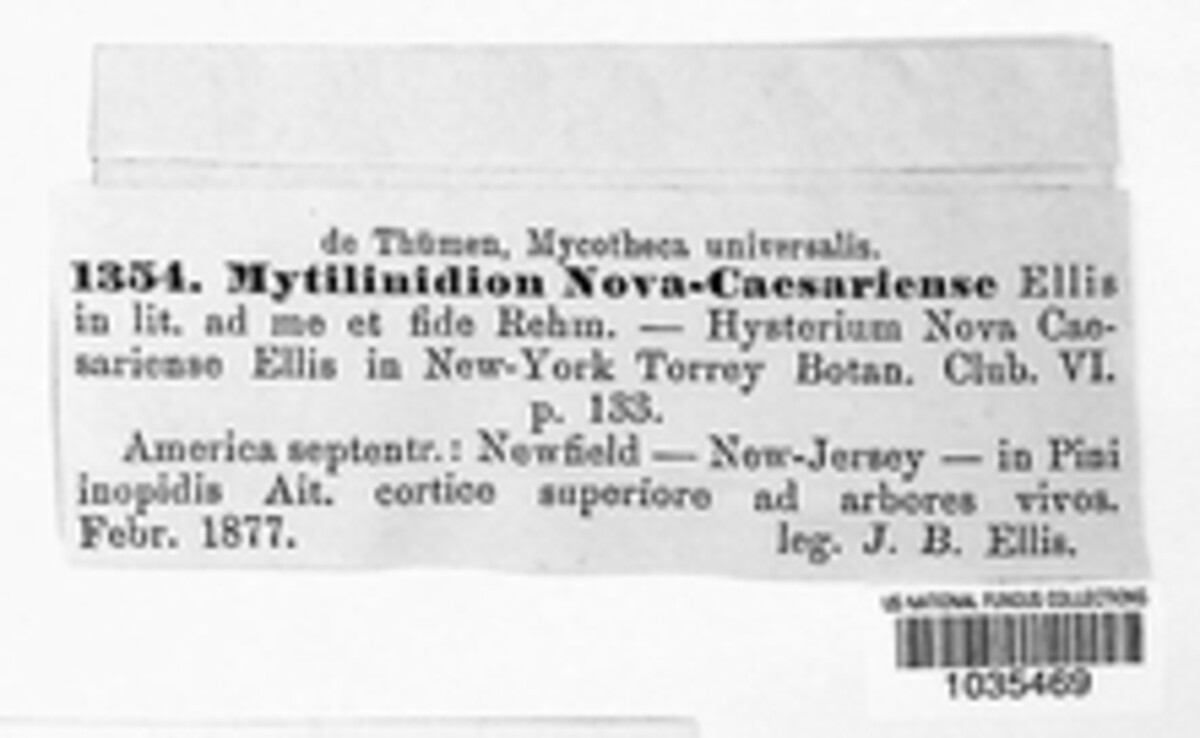 de Thümen, Mycotheca universalis.
1354. Mytilinidion Nova-Caesariense Ellis
in lit. ad me et fide Rehm. — Hysterium Nova Cae-
sariense Ellis in New-York Torrey Botan. Club. VI.
p. 133.
America septentr.: Newfield — New-Jersey — in Pini
inopidis Ait. cortice superiore ad arbores vivos.
Febr. 1877. leg. J. B. Ellis.
US NATIONAL FUNGUS COLLECTIONS
1035469